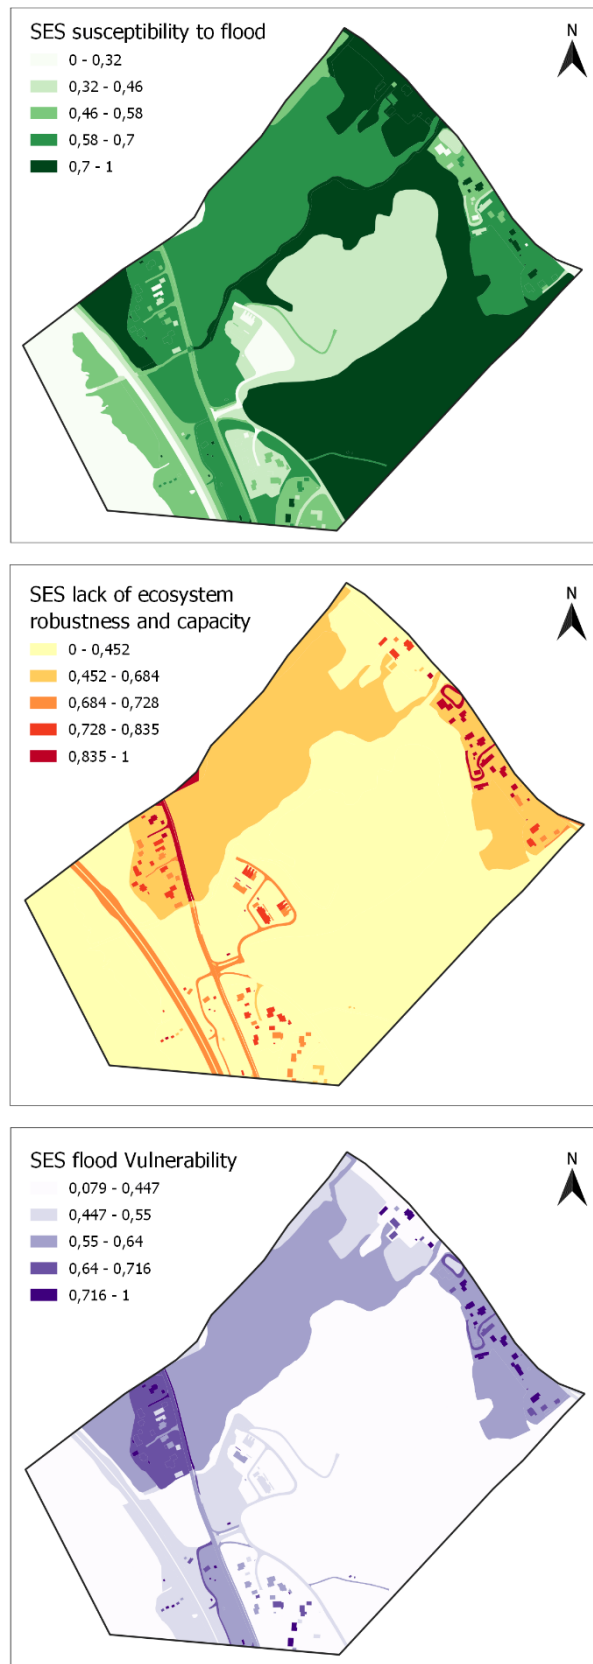 SES susceptibility to flood
N
0 - 0,32
0,32 - 0,46
0,46 - 0,58
0,58 - 0,7
0,7 - 1
SES lack of ecosystem
robustness and capacity
N
0 - 0,452
0,452 - 0,684
0,684 - 0,728
0,728 - 0,835
0,835 - 1
SES flood Vulnerability
N
0,079 - 0,447
0,447 - 0,55
0,55 - 0,64
0,64 - 0,716
0,716 - 1